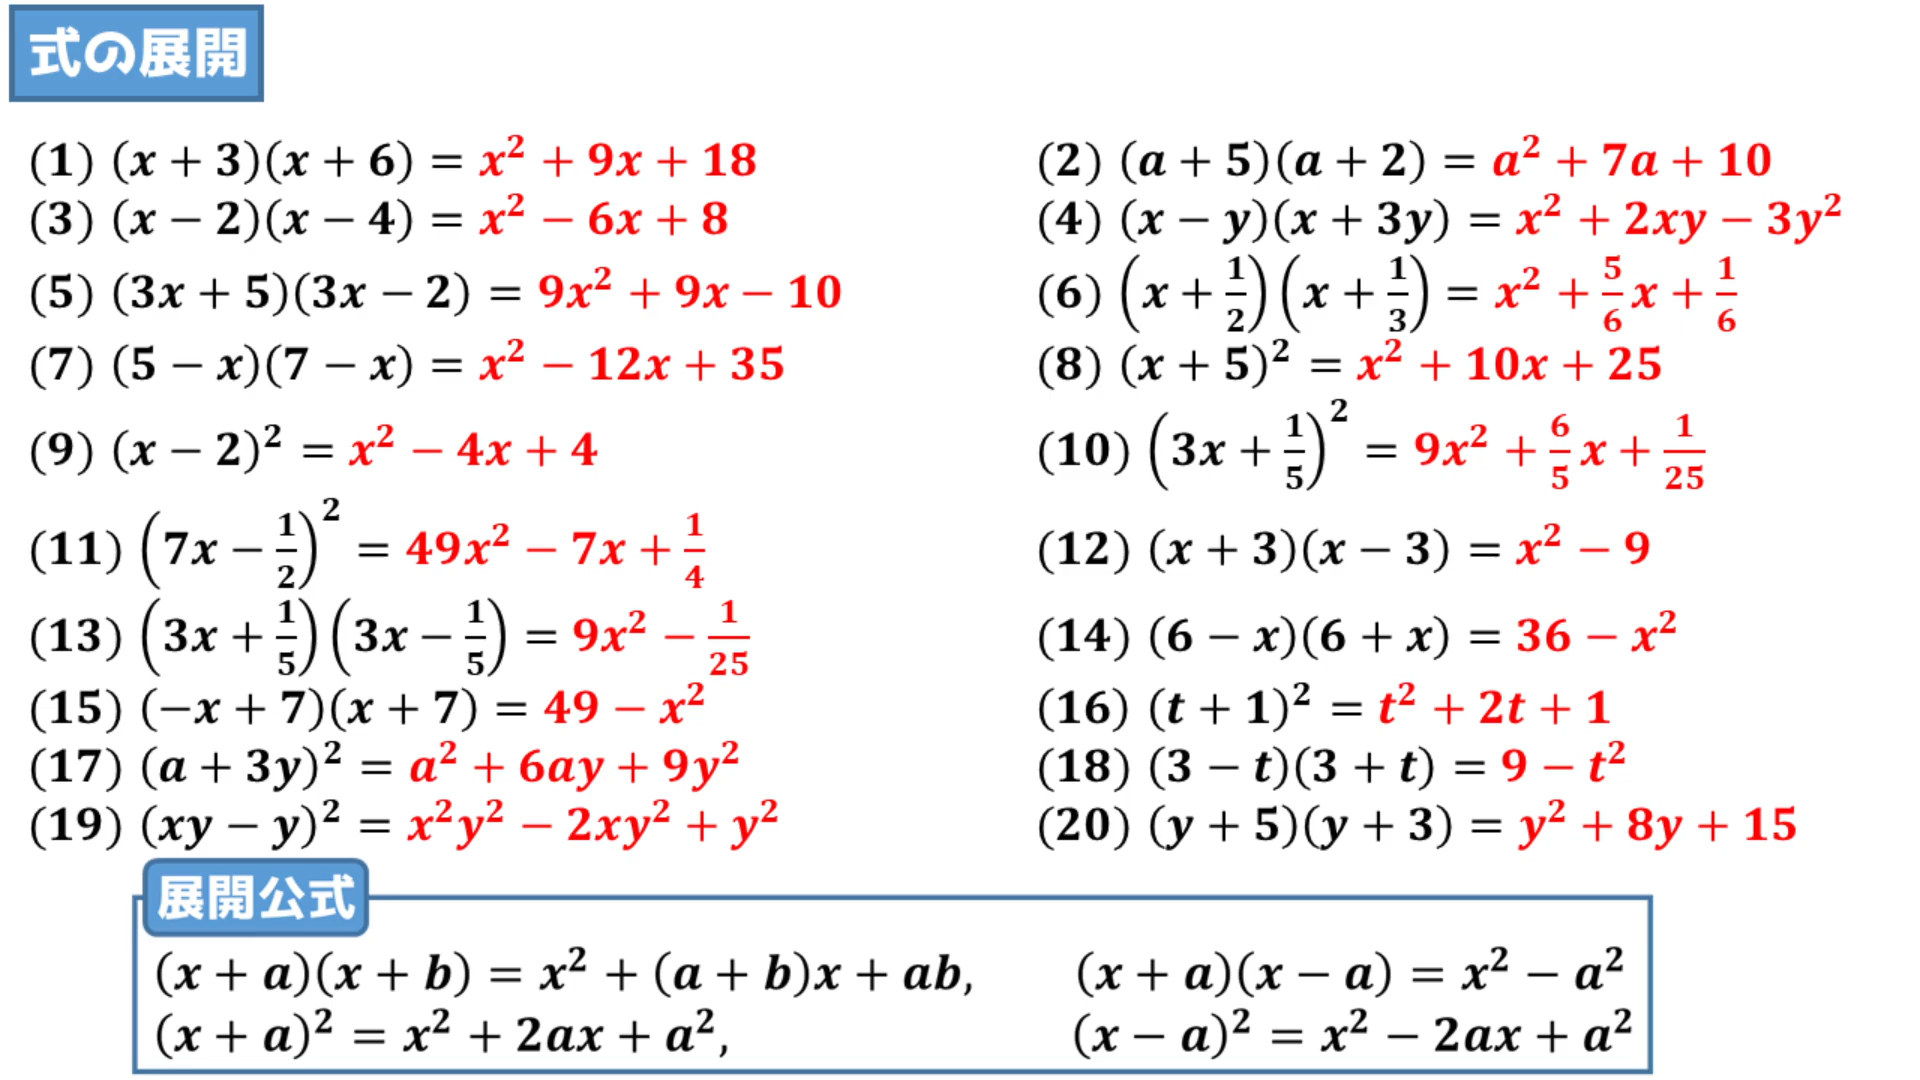 式の展開
(1) (x + 3)(x + 6) = x² + 9x + 18
(2) (a + 5)(a + 2) = a² + 7a + 10
(3) (x − 2)(x − 4) = x² − 6x + 8
(4) (x − y)(x + 3y) = x² + 2xy − 3y²
(5) (3x + 5)(3x − 2) = 9x² + 9x − 10
(6) (x + 1/2)(x + 1/3) = x² + 5/6 x + 1/6
(7) (5 − x)(7 − x) = x² − 12x + 35
(8) (x + 5)² = x² + 10x + 25
(9) (x − 2)² = x² − 4x + 4
(10) (3x + 1/5)² = 9x² + 6/5 x + 1/25
(11) (7x − 1/2)² = 49x² − 7x + 1/4
(12) (x + 3)(x − 3) = x² − 9
(13) (3x + 1/5)(3x − 1/5) = 9x² − 1/25
(14) (6 − x)(6 + x) = 36 − x²
(15) (−x + 7)(x + 7) = 49 − x²
(16) (t + 1)² = t² + 2t + 1
(17) (a + 3y)² = a² + 6ay + 9y²
(18) (3 − t)(3 + t) = 9 − t²
(19) (xy − y)² = x²y² − 2xy² + y²
(20) (y + 5)(y + 3) = y² + 8y + 15
展開公式
(x + a)(x + b) = x² + (a + b)x + ab,
(x + a)(x − a) = x² − a²
(x + a)² = x² + 2ax + a²,
(x − a)² = x² − 2ax + a²